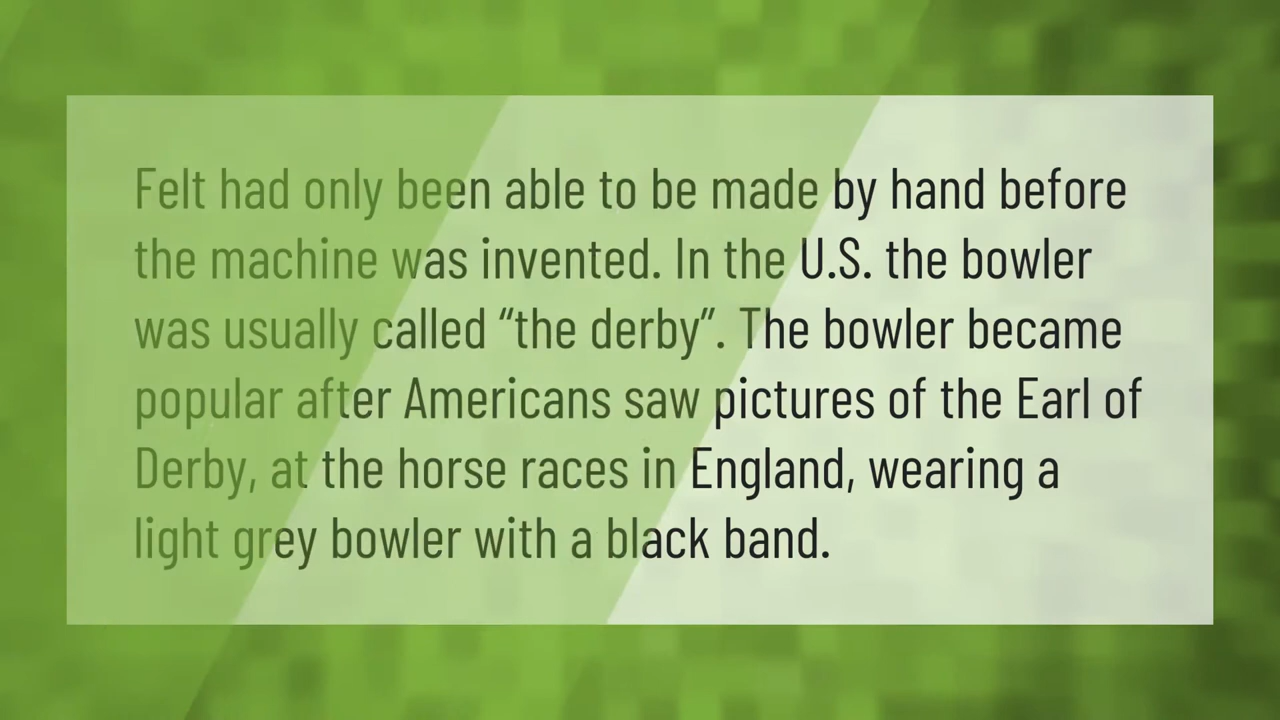 Felt had only been able to be made by hand before
the machine was invented. In the U.S. the bowler
was usually called “the derby”. The bowler became
popular after Americans saw pictures of the Earl of
Derby, at the horse races in England, wearing a
light grey bowler with a black band.